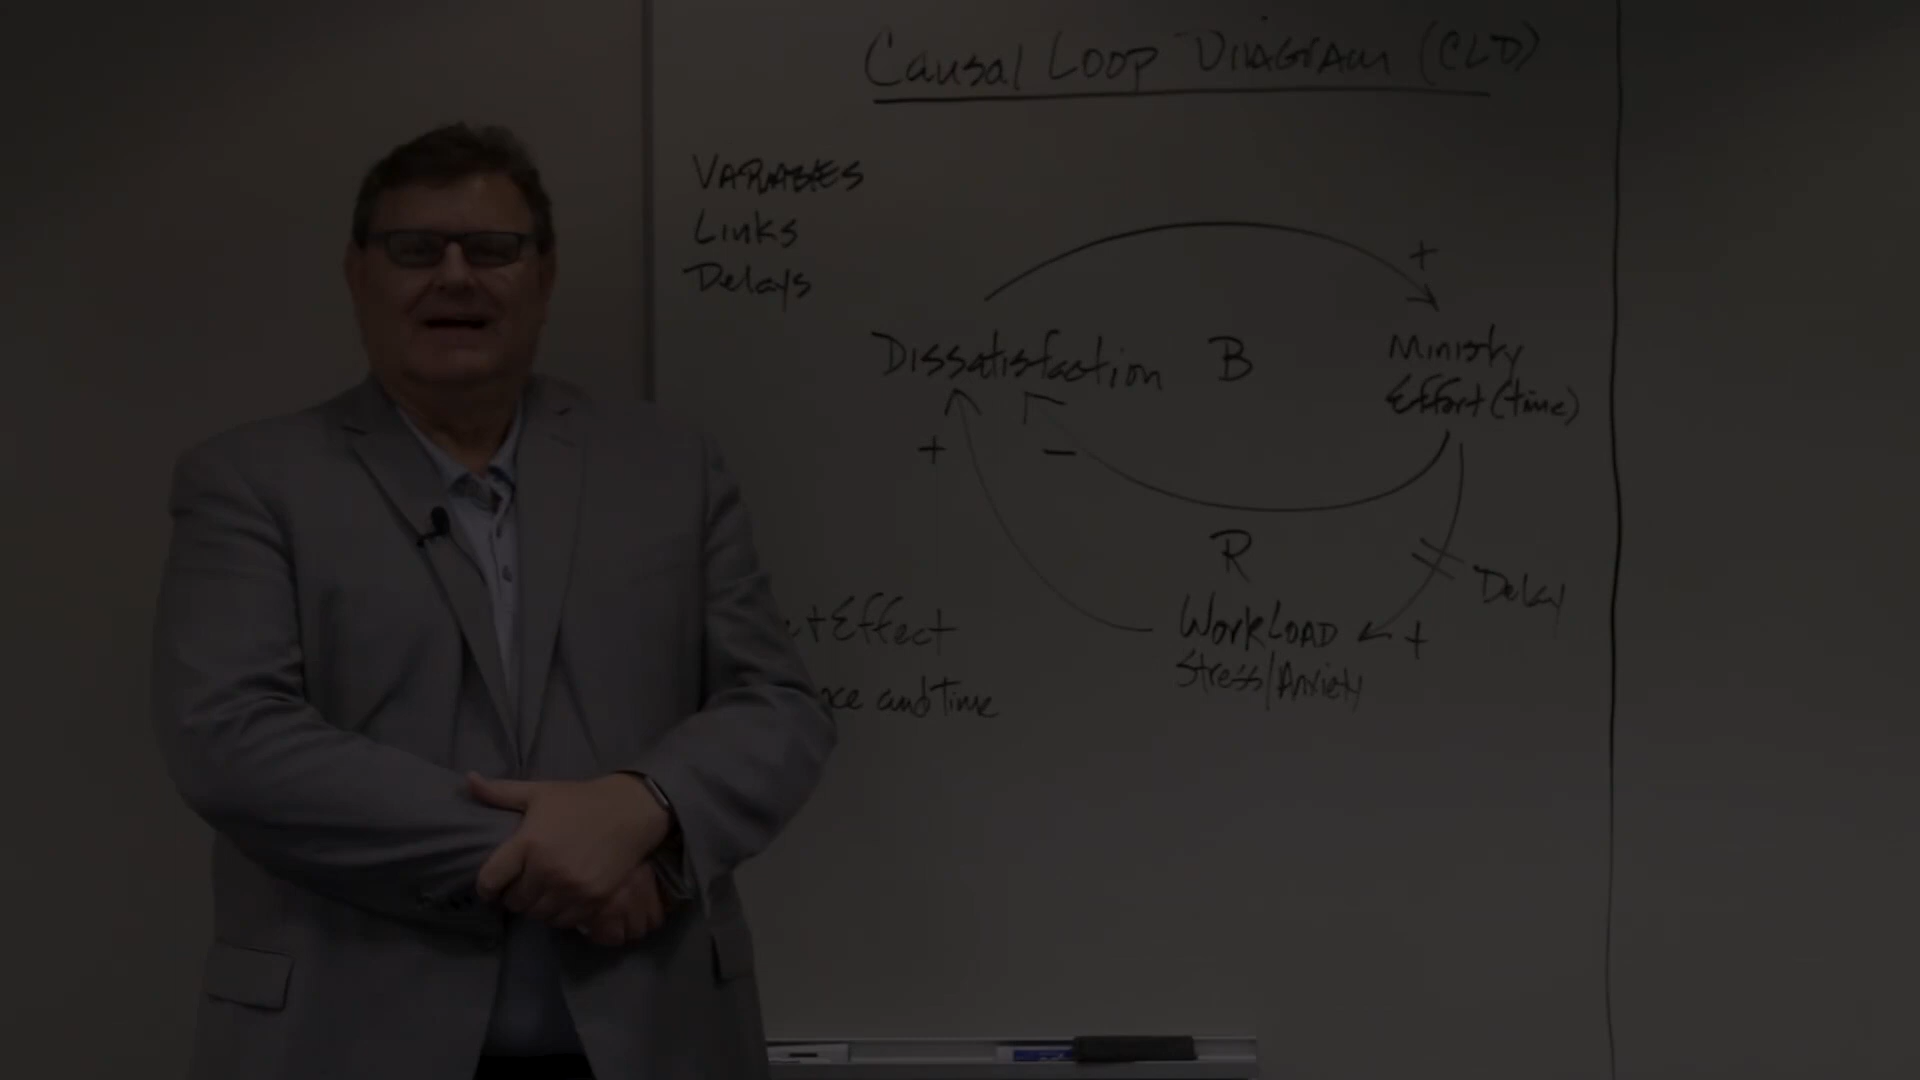 Causal Loop DiAGrAm (CLD)
VARIABLES
Links
Delays
+
Dissatisfaction B Ministry
Effort (time)
+ -
R
Delay
Effect WorkLOAD +
Stress/Anxiety
and Time